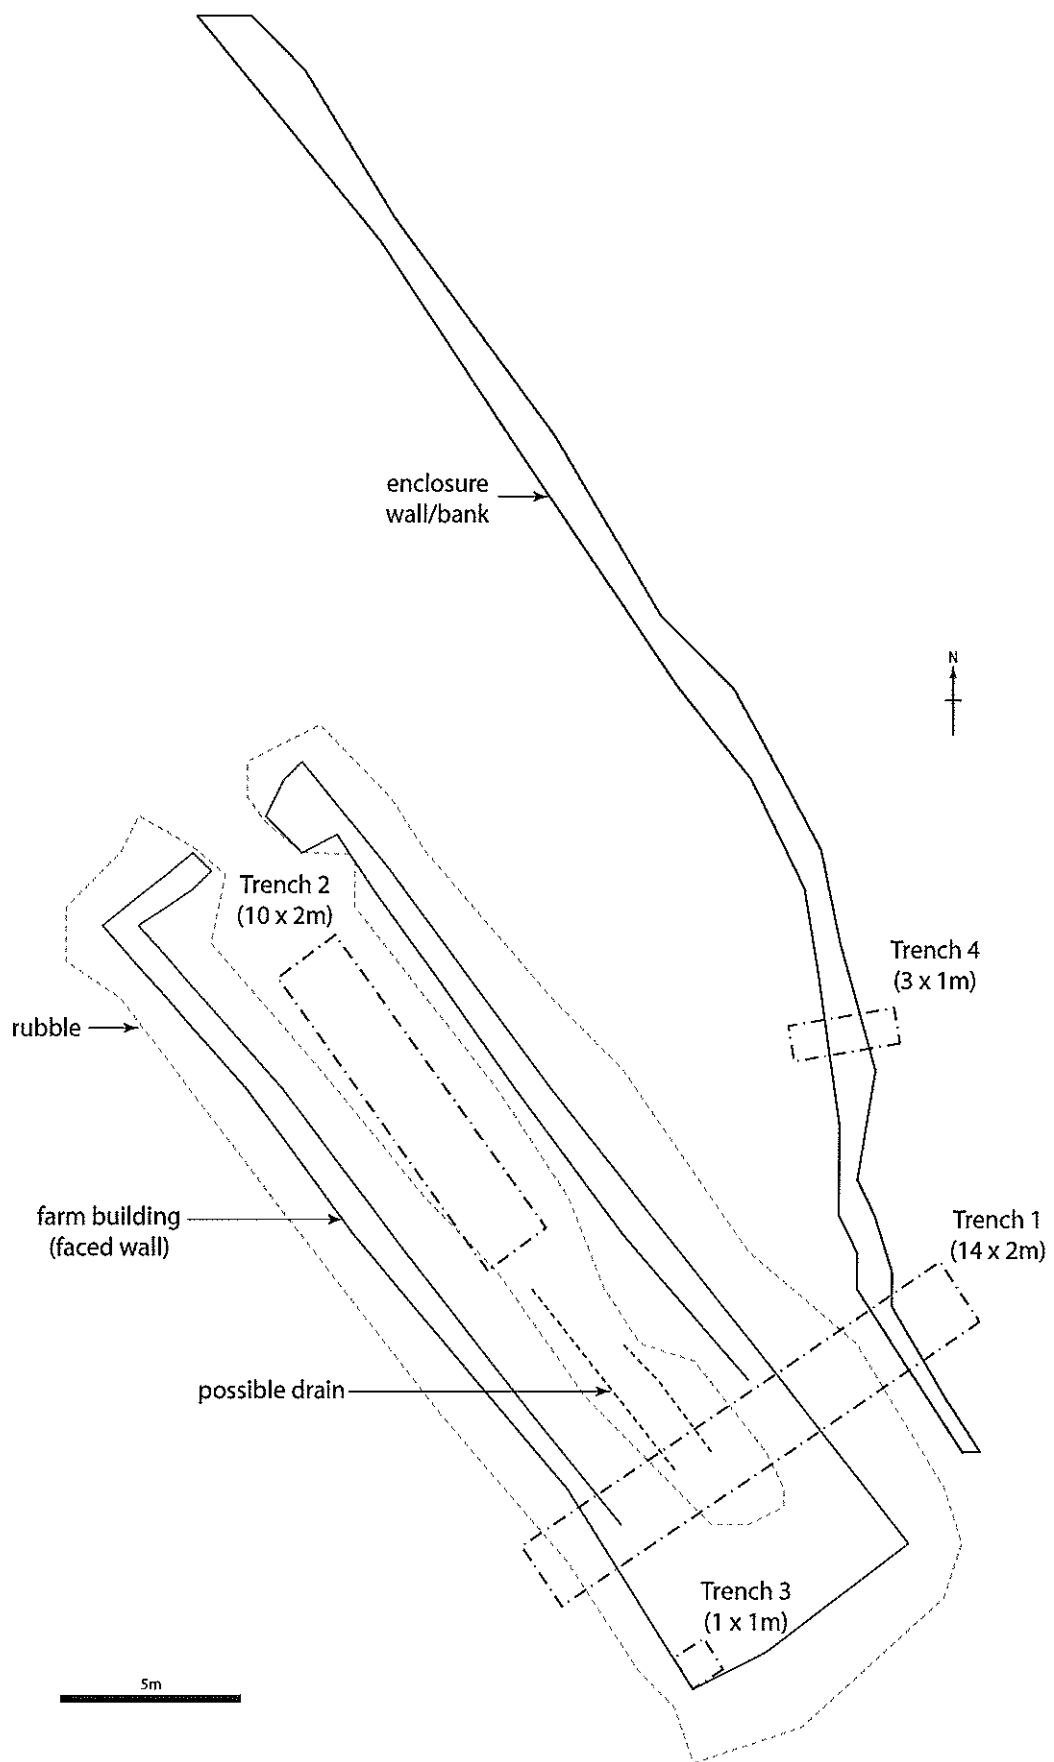 enclosure
wall/bank
N
Trench 2
(10 x 2m)
Trench 4
(3 x 1m)
rubble
farm building
(faced wall)
Trench 1
(14 x 2m)
possible drain
Trench 3
(1 x 1m)
5m